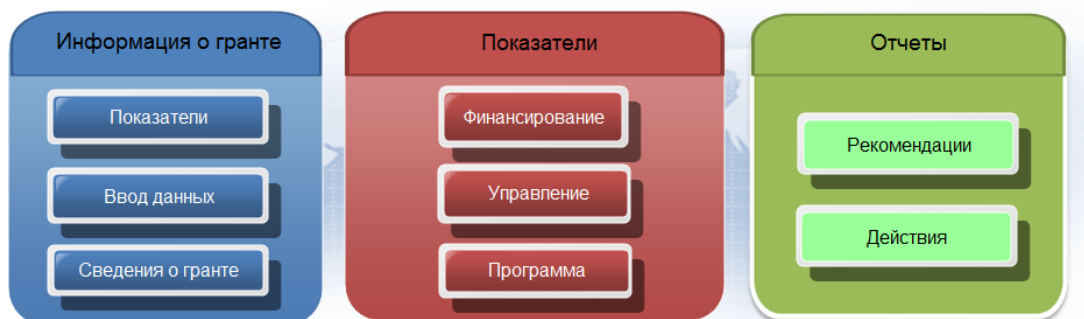 Информация о гранте
Показатели
Ввод данных
Сведения о гранте
Показатели
Финансирование
Управление
Программа
Отчеты
Рекомендации
Действия